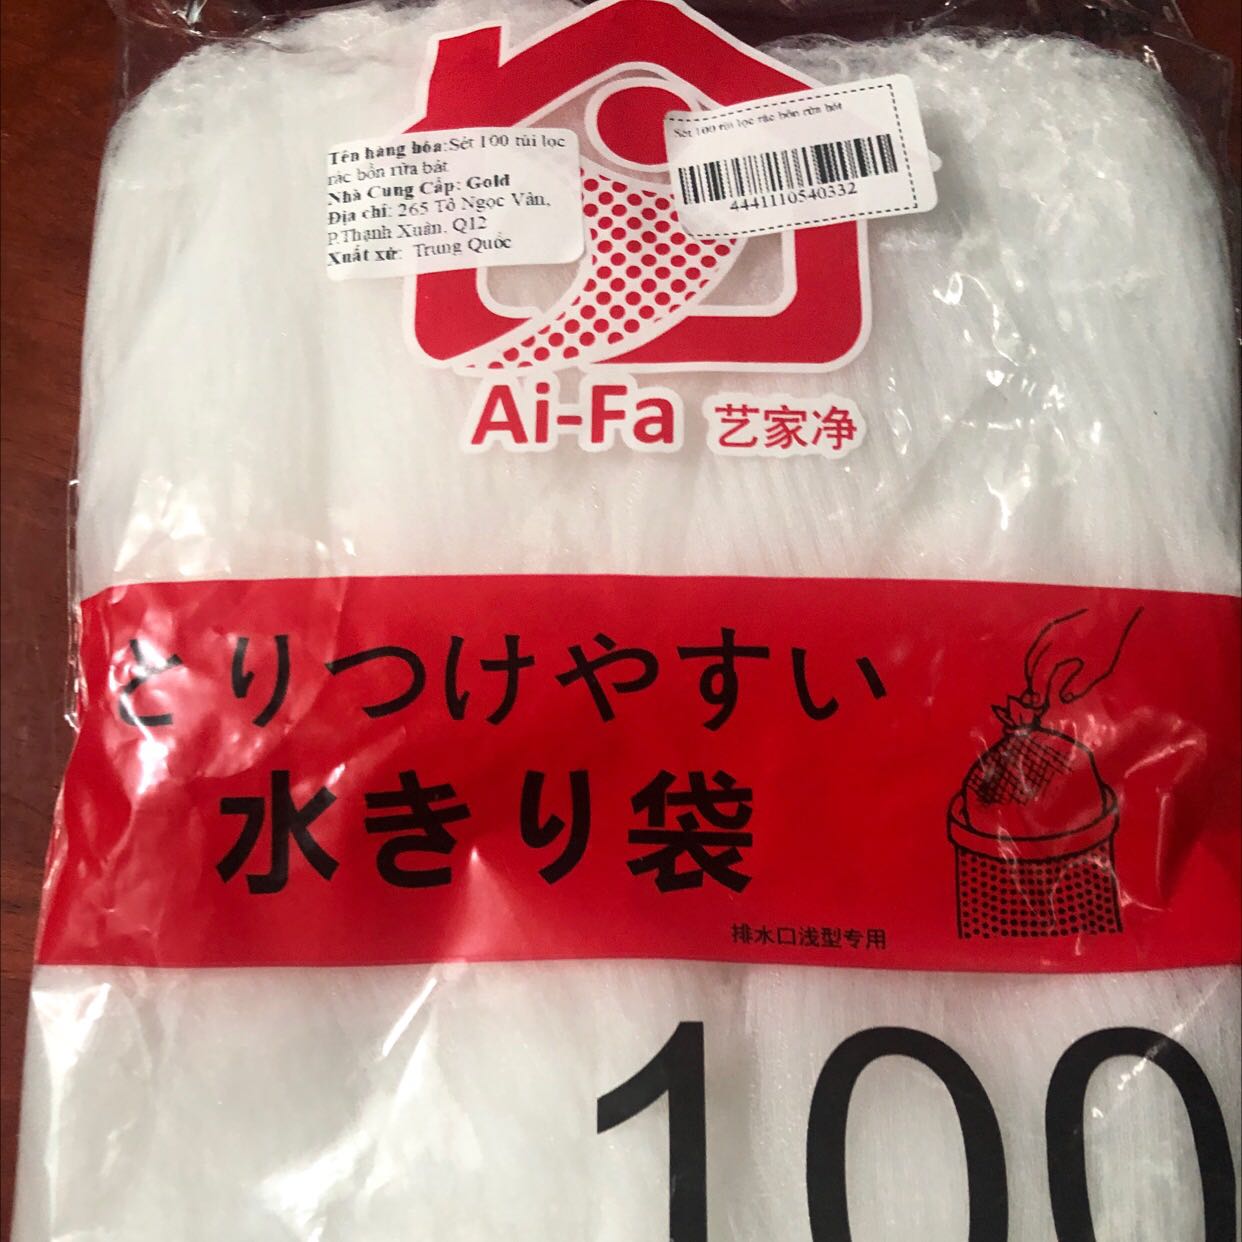 Tên hàng hóa:Sét 100 túi lọc
rác bồn rửa bát
Nhà Cung Cấp: Gold
Địa chỉ: 265 Tô Ngọc Vân,
P.Thạnh Xuân, Q12
Xuất xứ: Trung Quốc
Sét 100 túi lọc rác bồn rửa bát
4441110540332
Ai-Fa 艺家净
とりつけやすい
水きり袋
排水口浅型专用
100